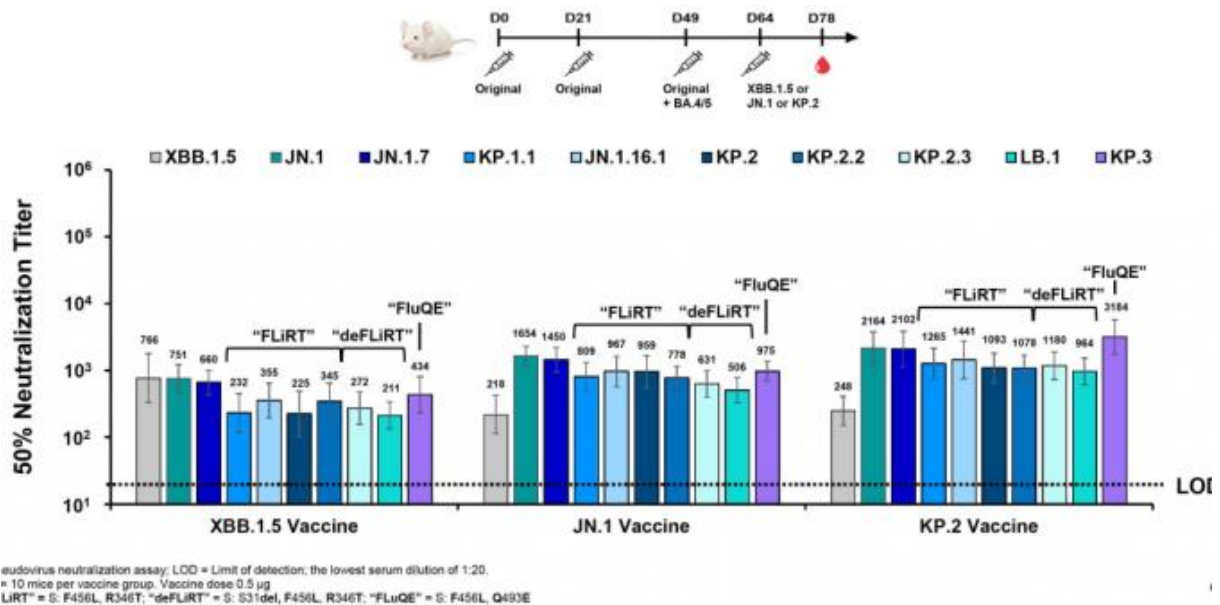 D0 D21 D49 D64 D78
Original Original Original XBB.1.5 or
+ BA.4/5 JN.1 or KP.2
XBB.1.5 JN.1 JN.1.7 KP.1.1 JN.1.16.1 KP.2 KP.2.2 KP.2.3 LB.1 KP.3
50% Neutralization Titer
10⁶
10⁵
10⁴
10³
10²
10¹
766 751 660 232 355 225 345 272 211 434
"FLiRT" "deFLiRT" "FluQE"
218 1654 1450 809 967 959 778 631 506 975
"FLiRT" "deFLiRT" "FluQE"
248 2164 2102 1265 1441 1093 1078 1180 964 3184
"FLiRT" "deFLiRT" "FluQE"
LOD
XBB.1.5 Vaccine JN.1 Vaccine KP.2 Vaccine
eudovirus neutralization assay; LOD = Limit of detection; the lowest serum dilution of 1:20.
= 10 mice per vaccine group. Vaccine dose 0.5 µg
LiRT" = S: F456L, R346T; "deFLiRT" = S: S31del, F456L, R346T; "FLuQE" = S: F456L, Q493E